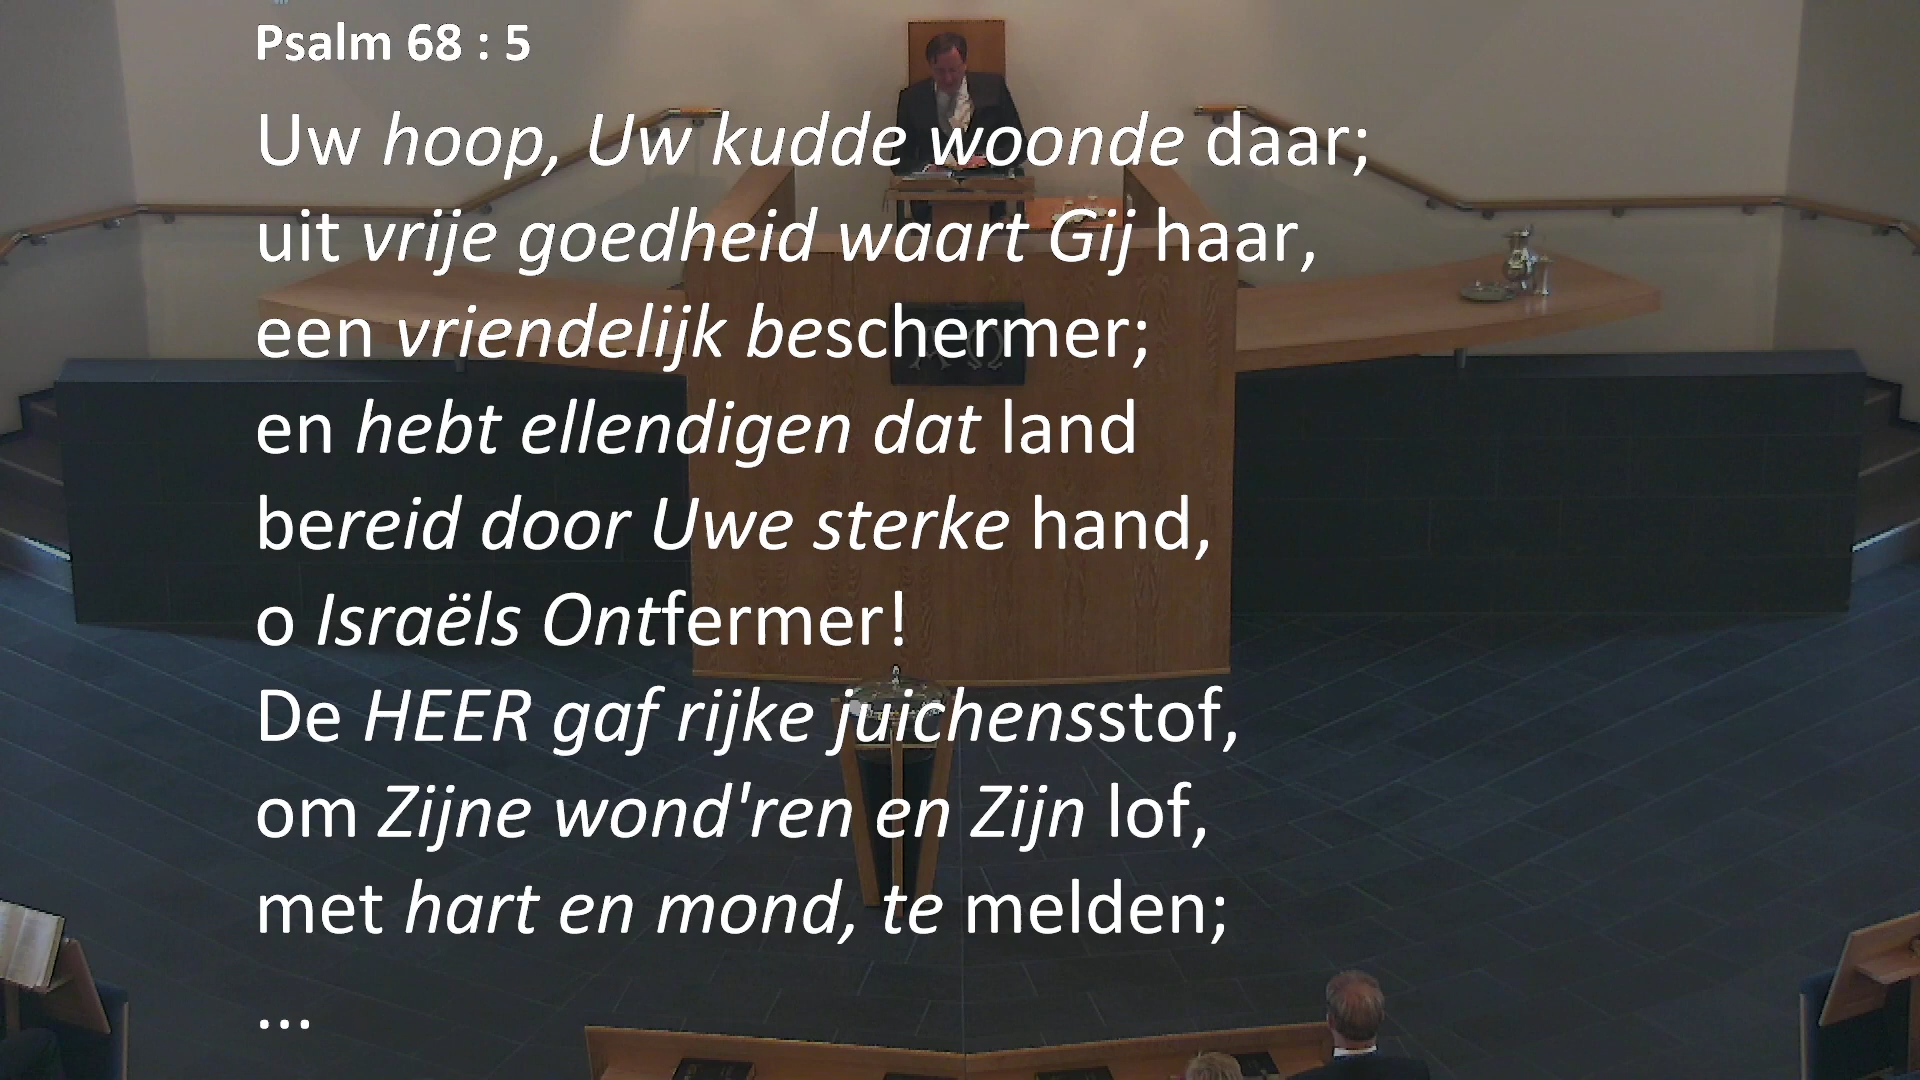 Psalm 68 : 5
Uw hoop, Uw kudde woonde daar;
uit vrije goedheid waart Gij haar,
een vriendelijk beschermer;
en hebt ellendigen dat land
bereid door Uwe sterke hand,
o Israëls Ontfermer!
De HEER gaf rijke juichensstof,
om Zijne wond'ren en Zijn lof,
met hart en mond, te melden;
...
ΑΩ